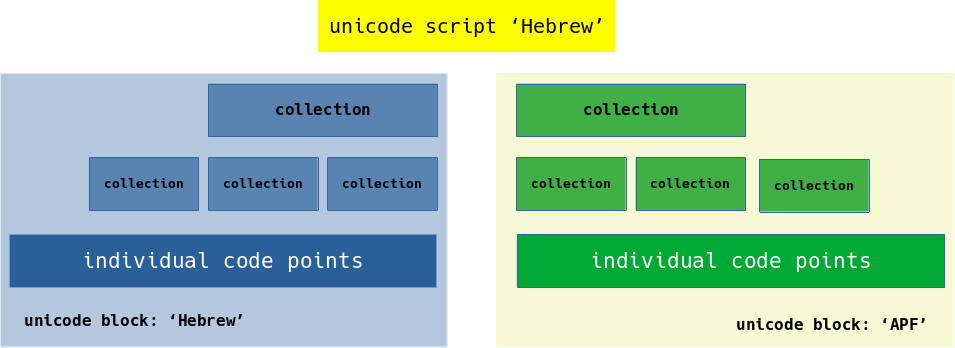 unicode script ‘Hebrew’
collection
collection collection collection
individual code points
unicode block: ‘Hebrew’
collection
collection collection collection
individual code points
unicode block: ‘APF’